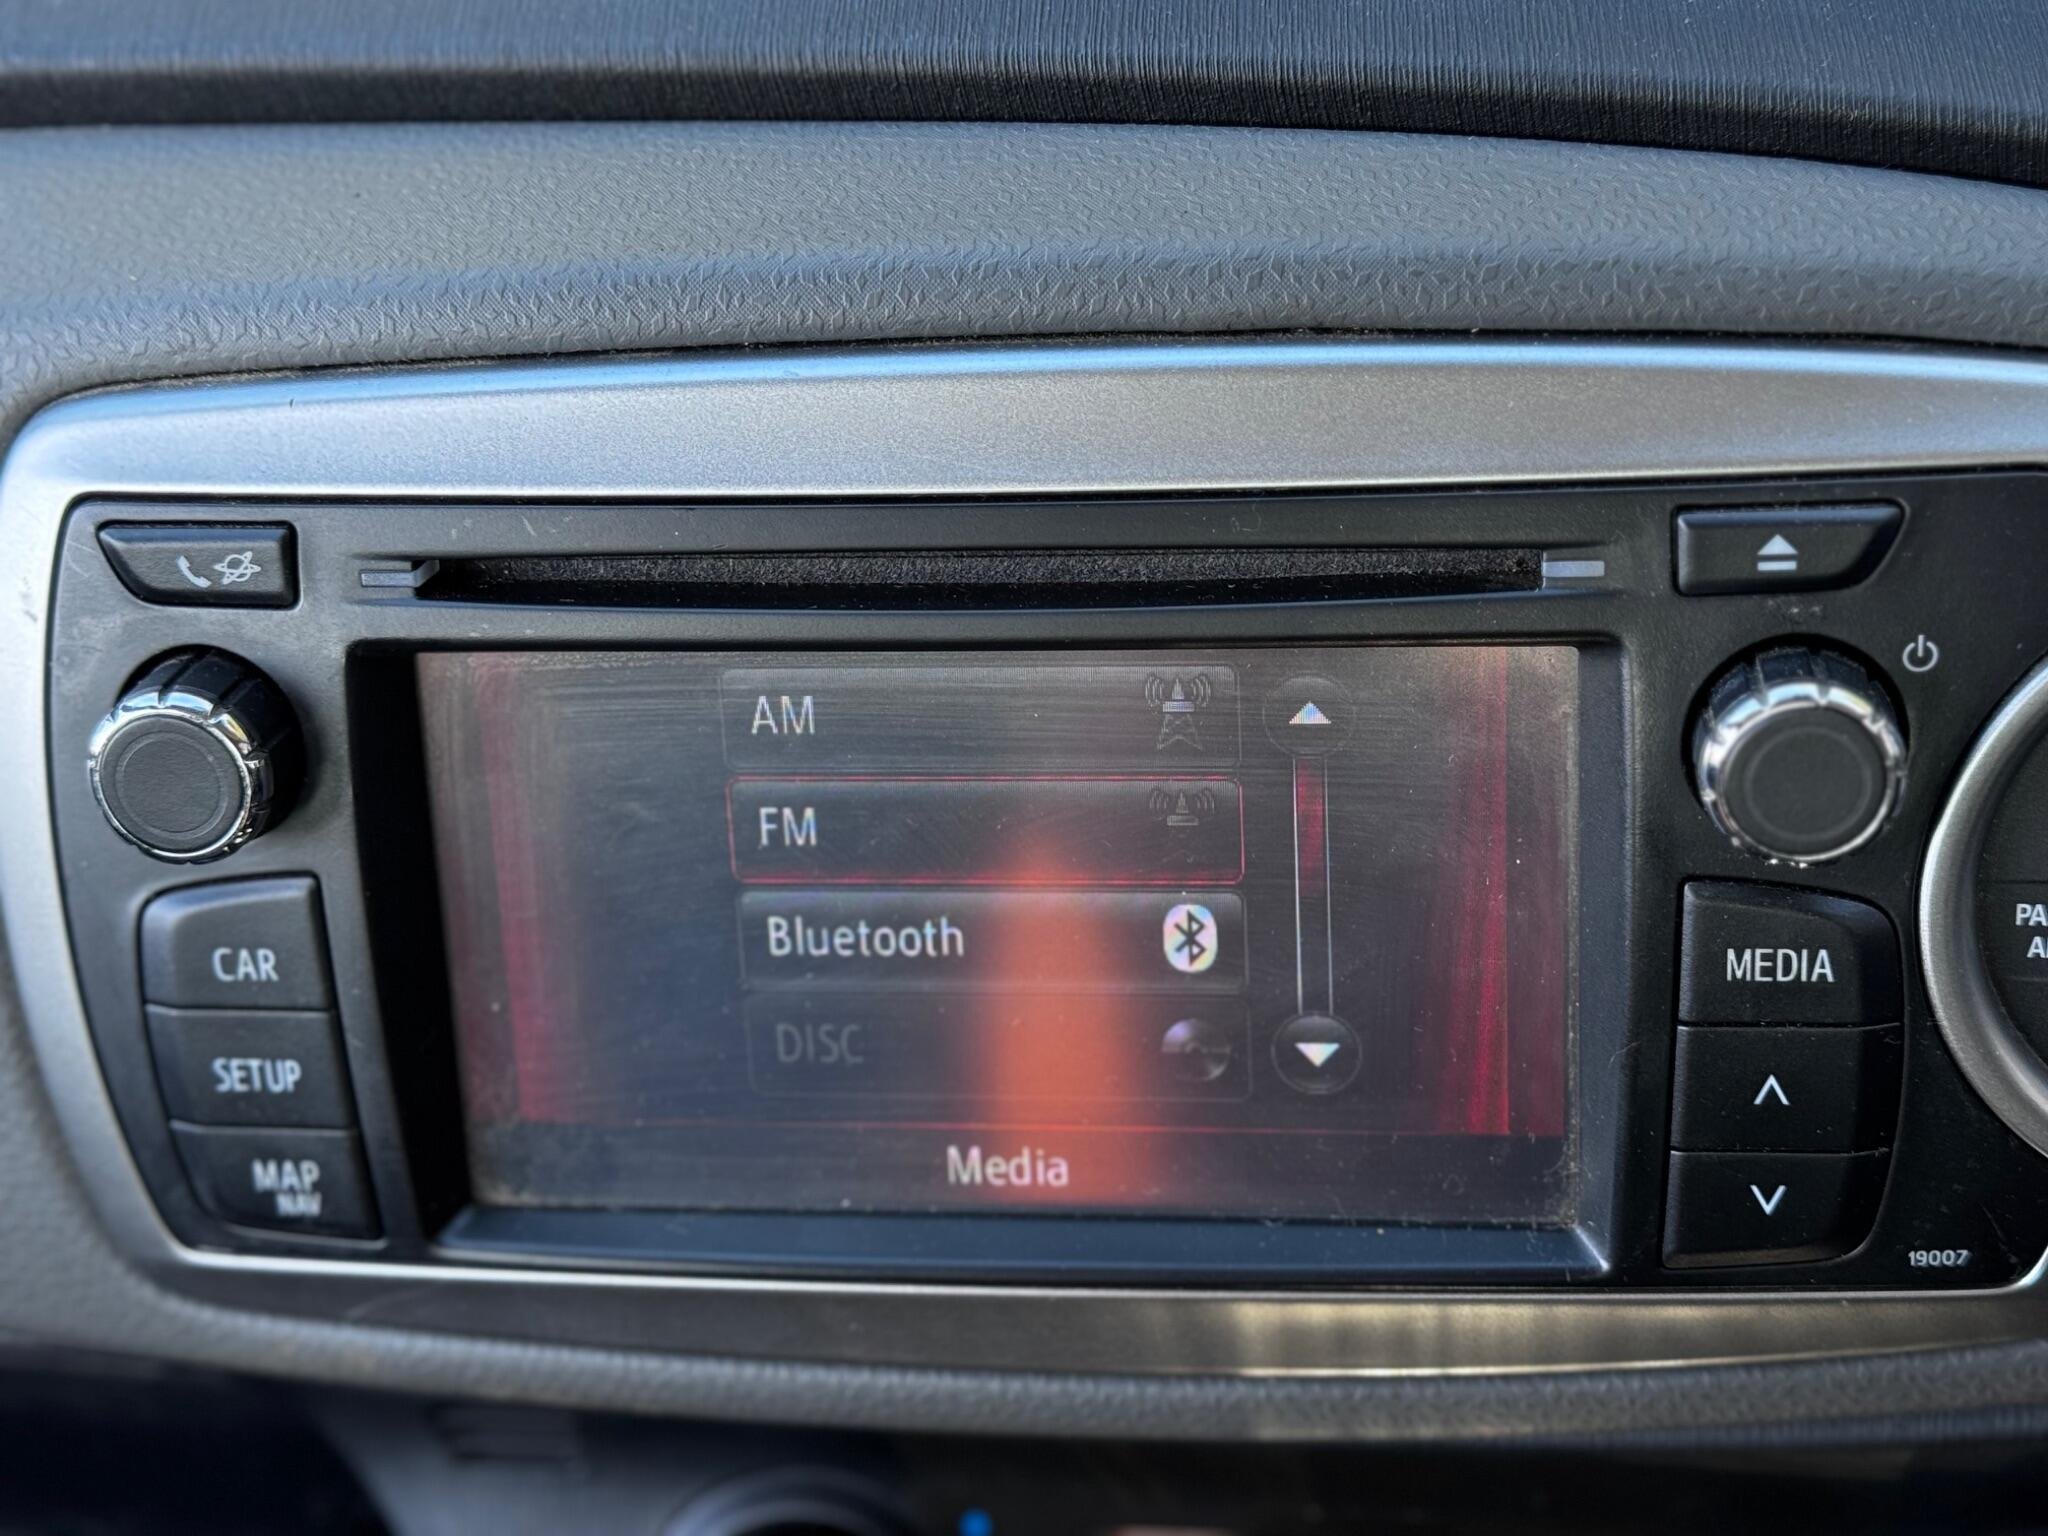 AM
FM
Bluetooth
DISC
Media
CAR
SETUP
MAP
NAV
MEDIA
19007